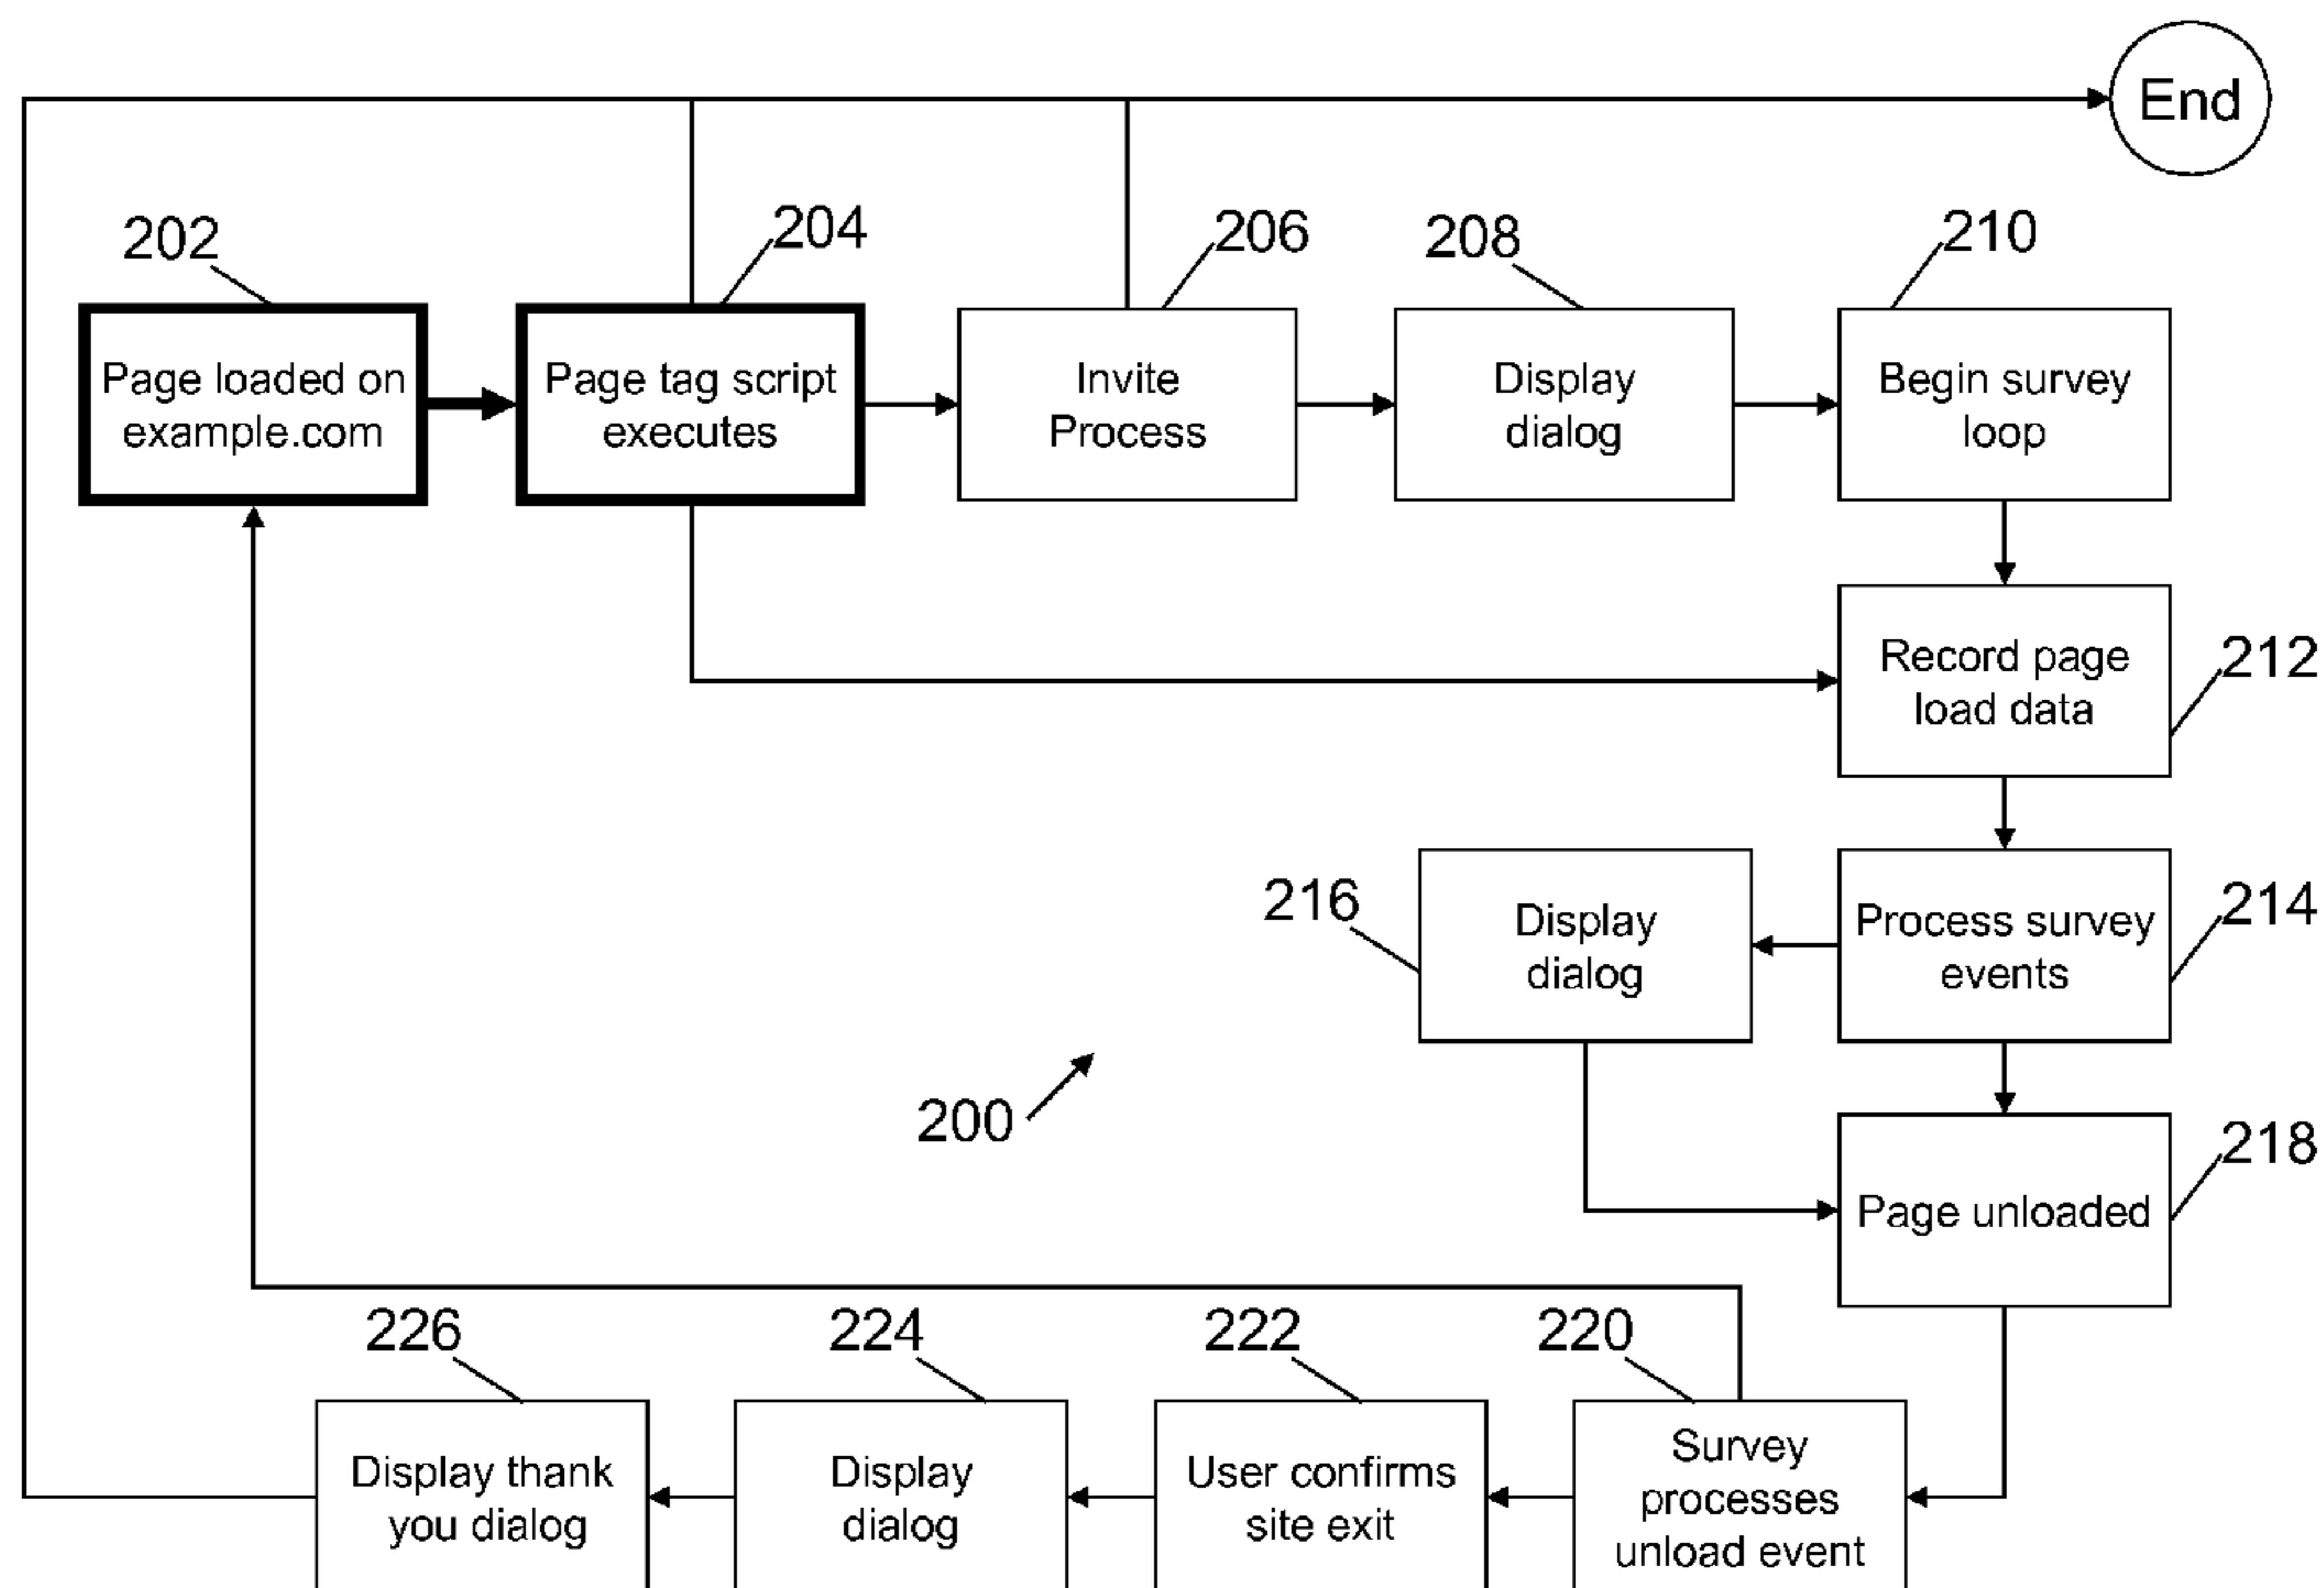 End
202
204
206
208
210
Page loaded on
example.com
Page tag script
executes
Invite
Process
Display
dialog
Begin survey
loop
Record page
load data
212
216
Display
dialog
Process survey
events
214
200
Page unloaded
218
226
224
222
220
Display thank
you dialog
Display
dialog
User confirms
site exit
Survey
processes
unload event